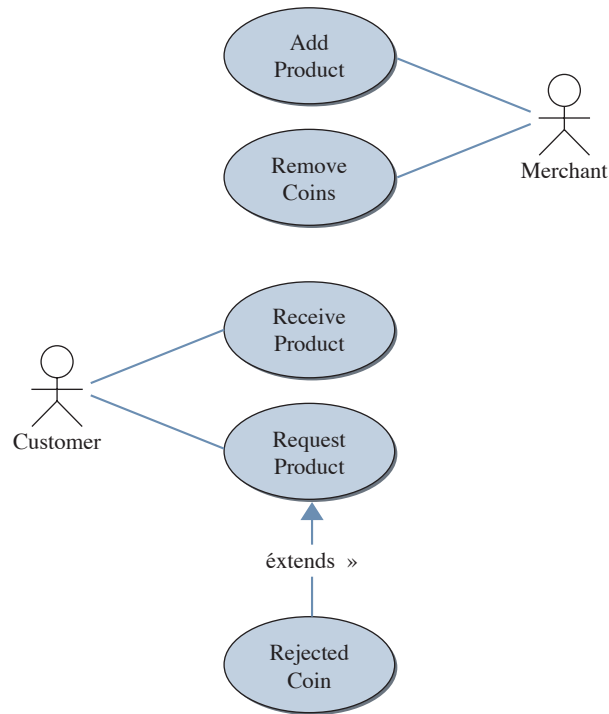 Add
Product
Merchant
Remove
Coins
Receive
Product
Customer
Request
Product
éxtends »
Rejected
Coin